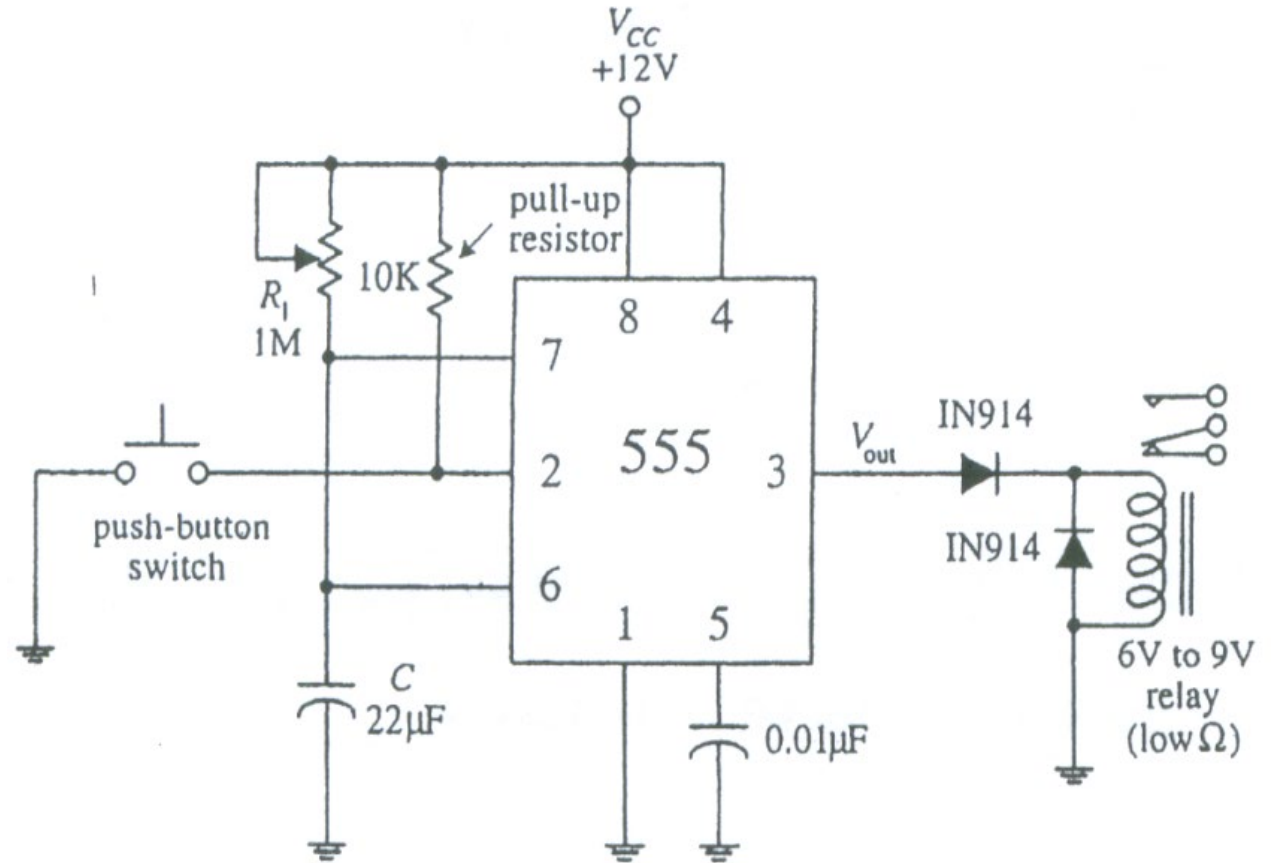 V_CC
+12V
pull-up
resistor
R_1
1M
10K
8
4
7
2
6
555
3
1
5
push-button
switch
C
22µF
0.01µF
V_out
IN914
IN914
6V to 9V
relay
(low Ω)